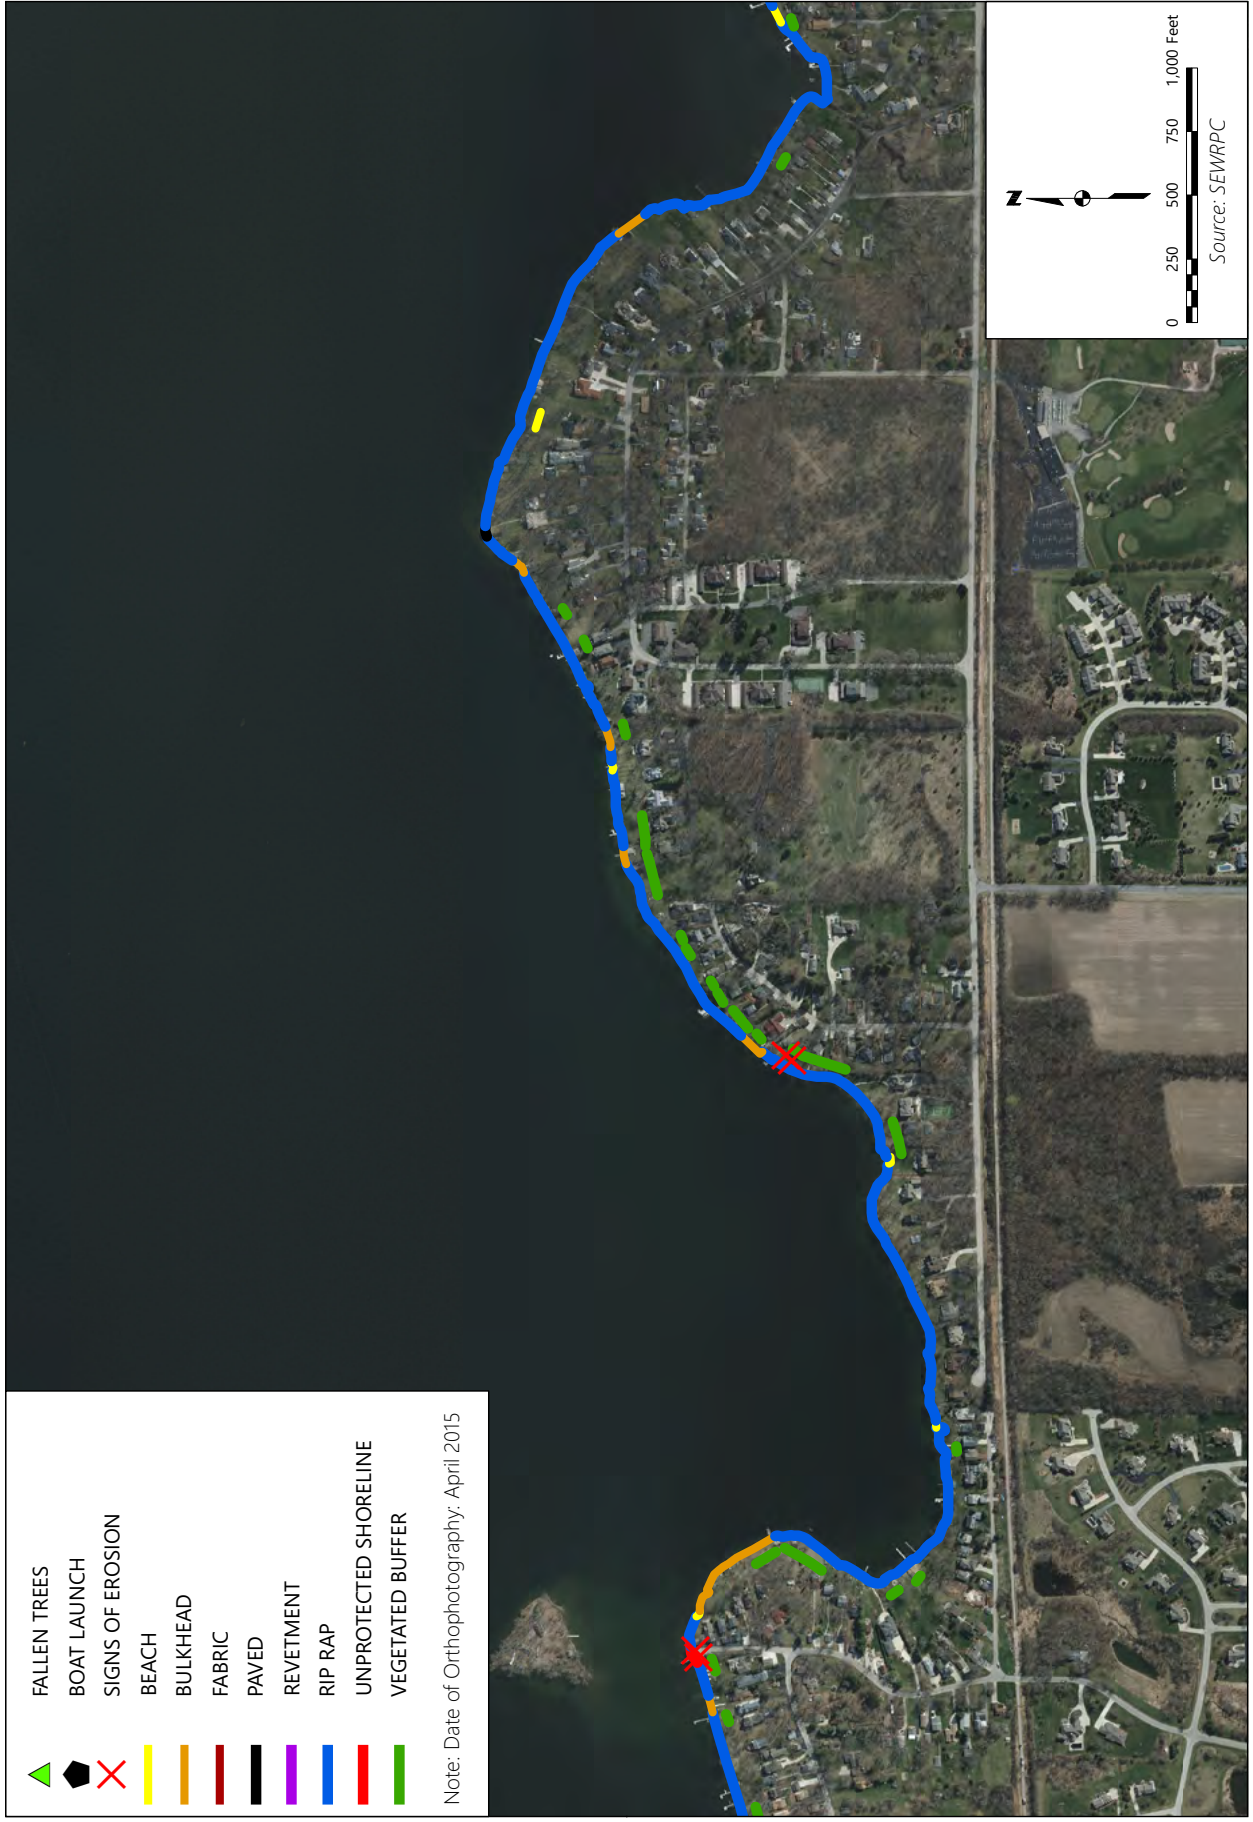 FALLEN TREES
BOAT LAUNCH
SIGNS OF EROSION
BEACH
BULKHEAD
FABRIC
PAVED
REVETMENT
RIP RAP
UNPROTECTED SHORELINE
VEGETATED BUFFER
Note: Date of Orthophotography: April 2015
N
0 250 500 750 1,000 Feet
Source: SEWRPC